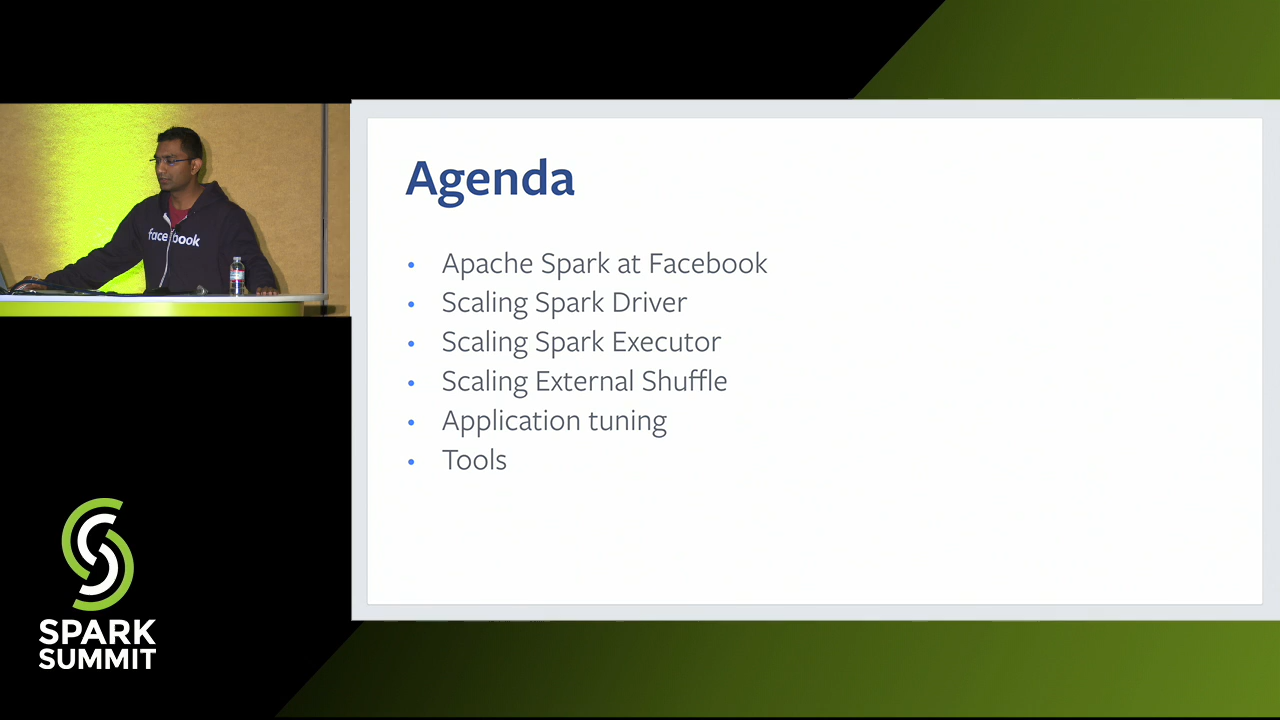 Agenda
• Apache Spark at Facebook
• Scaling Spark Driver
• Scaling Spark Executor
• Scaling External Shuffle
• Application tuning
• Tools
facebook
SPARK
SUMMIT